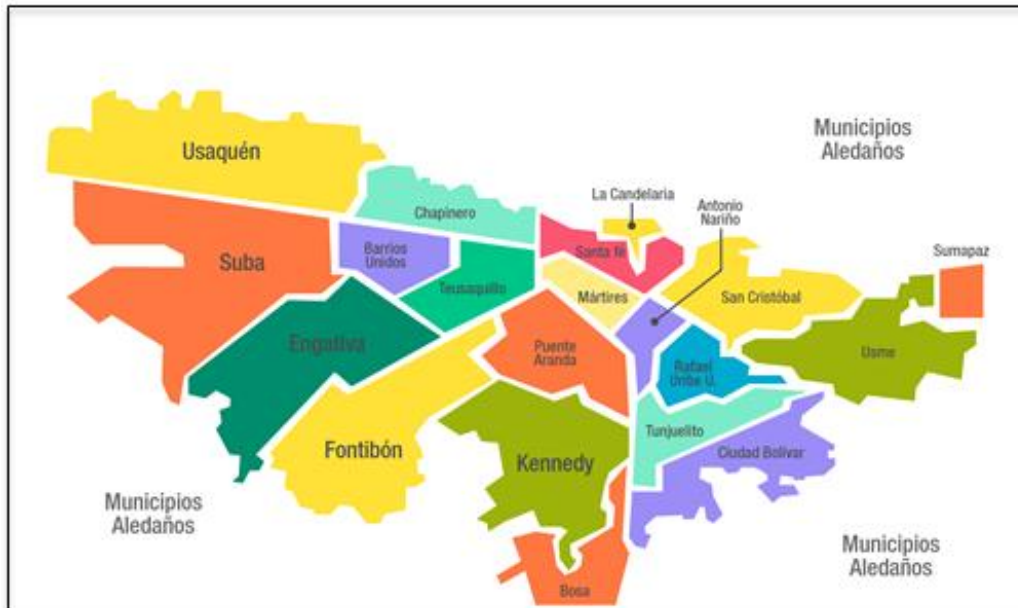 Municipios
Aledaños
Usaquén
La Candelaria
Antonio
Nariño
Chapinero
Sumapaz
Barrios
Unidos
Santa fe
Suba
Teusaquillo
Mártires
San Cristóbal
Engativa
Puente
Aranda
Rafael
Uribe U.
Usme
Fontibón
Tunjuelito
Kennedy
Ciudad Bolívar
Municipios
Aledaños
Municipios
Aledaños
Bosa